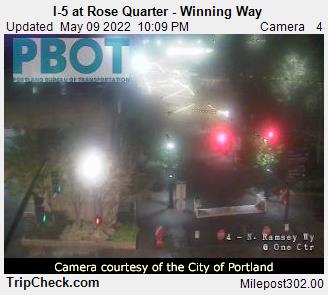 I-5 at Rose Quarter - Winning Way
Updated May 09 2022 10:09 PM Camera 4
PBOT
PORTLAND BUREAU OF TRANSPORTATION
4 - N. Ramsey Wy
@ One Ctr
Camera courtesy of the City of Portland
TripCheck.com Milepost302.00